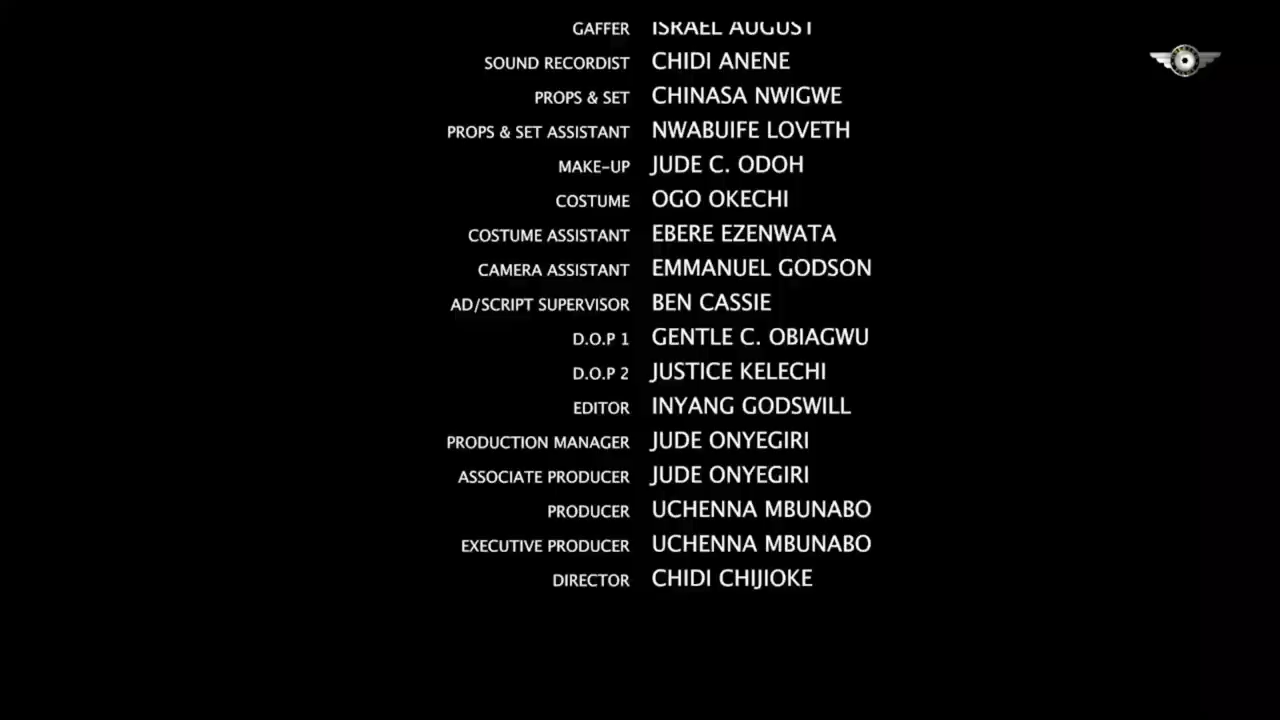 GAFFER ISRAEL AUGUST
SOUND RECORDIST CHIDI ANENE
PROPS & SET CHINASA NWIGWE
PROPS & SET ASSISTANT NWABUIFE LOVETH
MAKE-UP JUDE C. ODOH
COSTUME OGO OKECHI
COSTUME ASSISTANT EBERE EZENWATA
CAMERA ASSISTANT EMMANUEL GODSON
AD/SCRIPT SUPERVISOR BEN CASSIE
D.O.P 1 GENTLE C. OBIAGWU
D.O.P 2 JUSTICE KELECHI
EDITOR INYANG GODSWILL
PRODUCTION MANAGER JUDE ONYEGIRI
ASSOCIATE PRODUCER JUDE ONYEGIRI
PRODUCER UCHENNA MBUNABO
EXECUTIVE PRODUCER UCHENNA MBUNABO
DIRECTOR CHIDI CHIJIOKE